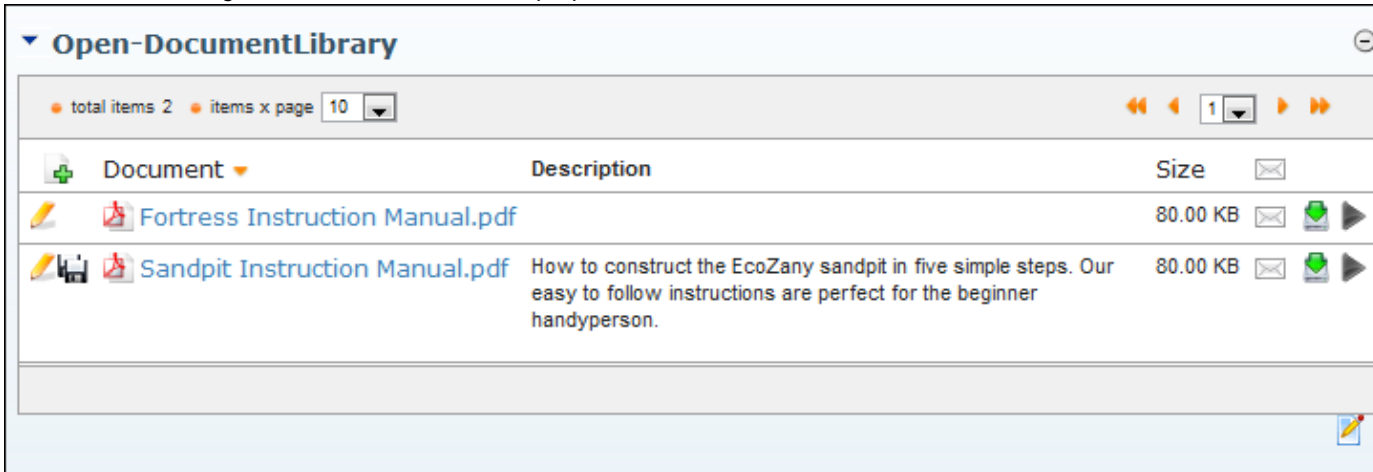 Open-DocumentLibrary
total items 2 items x page 10 1
Document Description Size
Fortress Instruction Manual.pdf 80.00 KB
Sandpit Instruction Manual.pdf How to construct the EcoZany sandpit in five simple steps. Our 80.00 KB
easy to follow instructions are perfect for the beginner
handyperson.